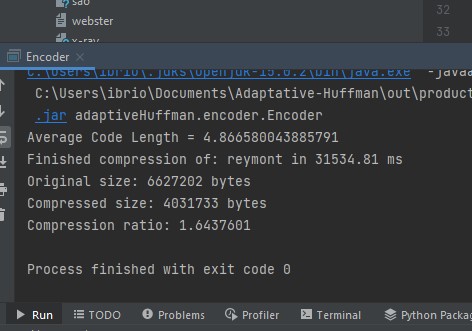 sao
webster
x-ray
32
33
Encoder
C:\Users\ibrio\.jdks\openjdk-15.0.2\bin\java.exe -javaa
C:\Users\ibrio\Documents\Adaptative-Huffman\out\product
.jar adaptiveHuffman.encoder.Encoder
Average Code Length = 4.866580043885791
Finished compression of: reymont in 31534.81 ms
Original size: 6627202 bytes
Compressed size: 4031733 bytes
Compression ratio: 1.6437601
Process finished with exit code 0
Run TODO Problems Profiler Terminal Python Packag